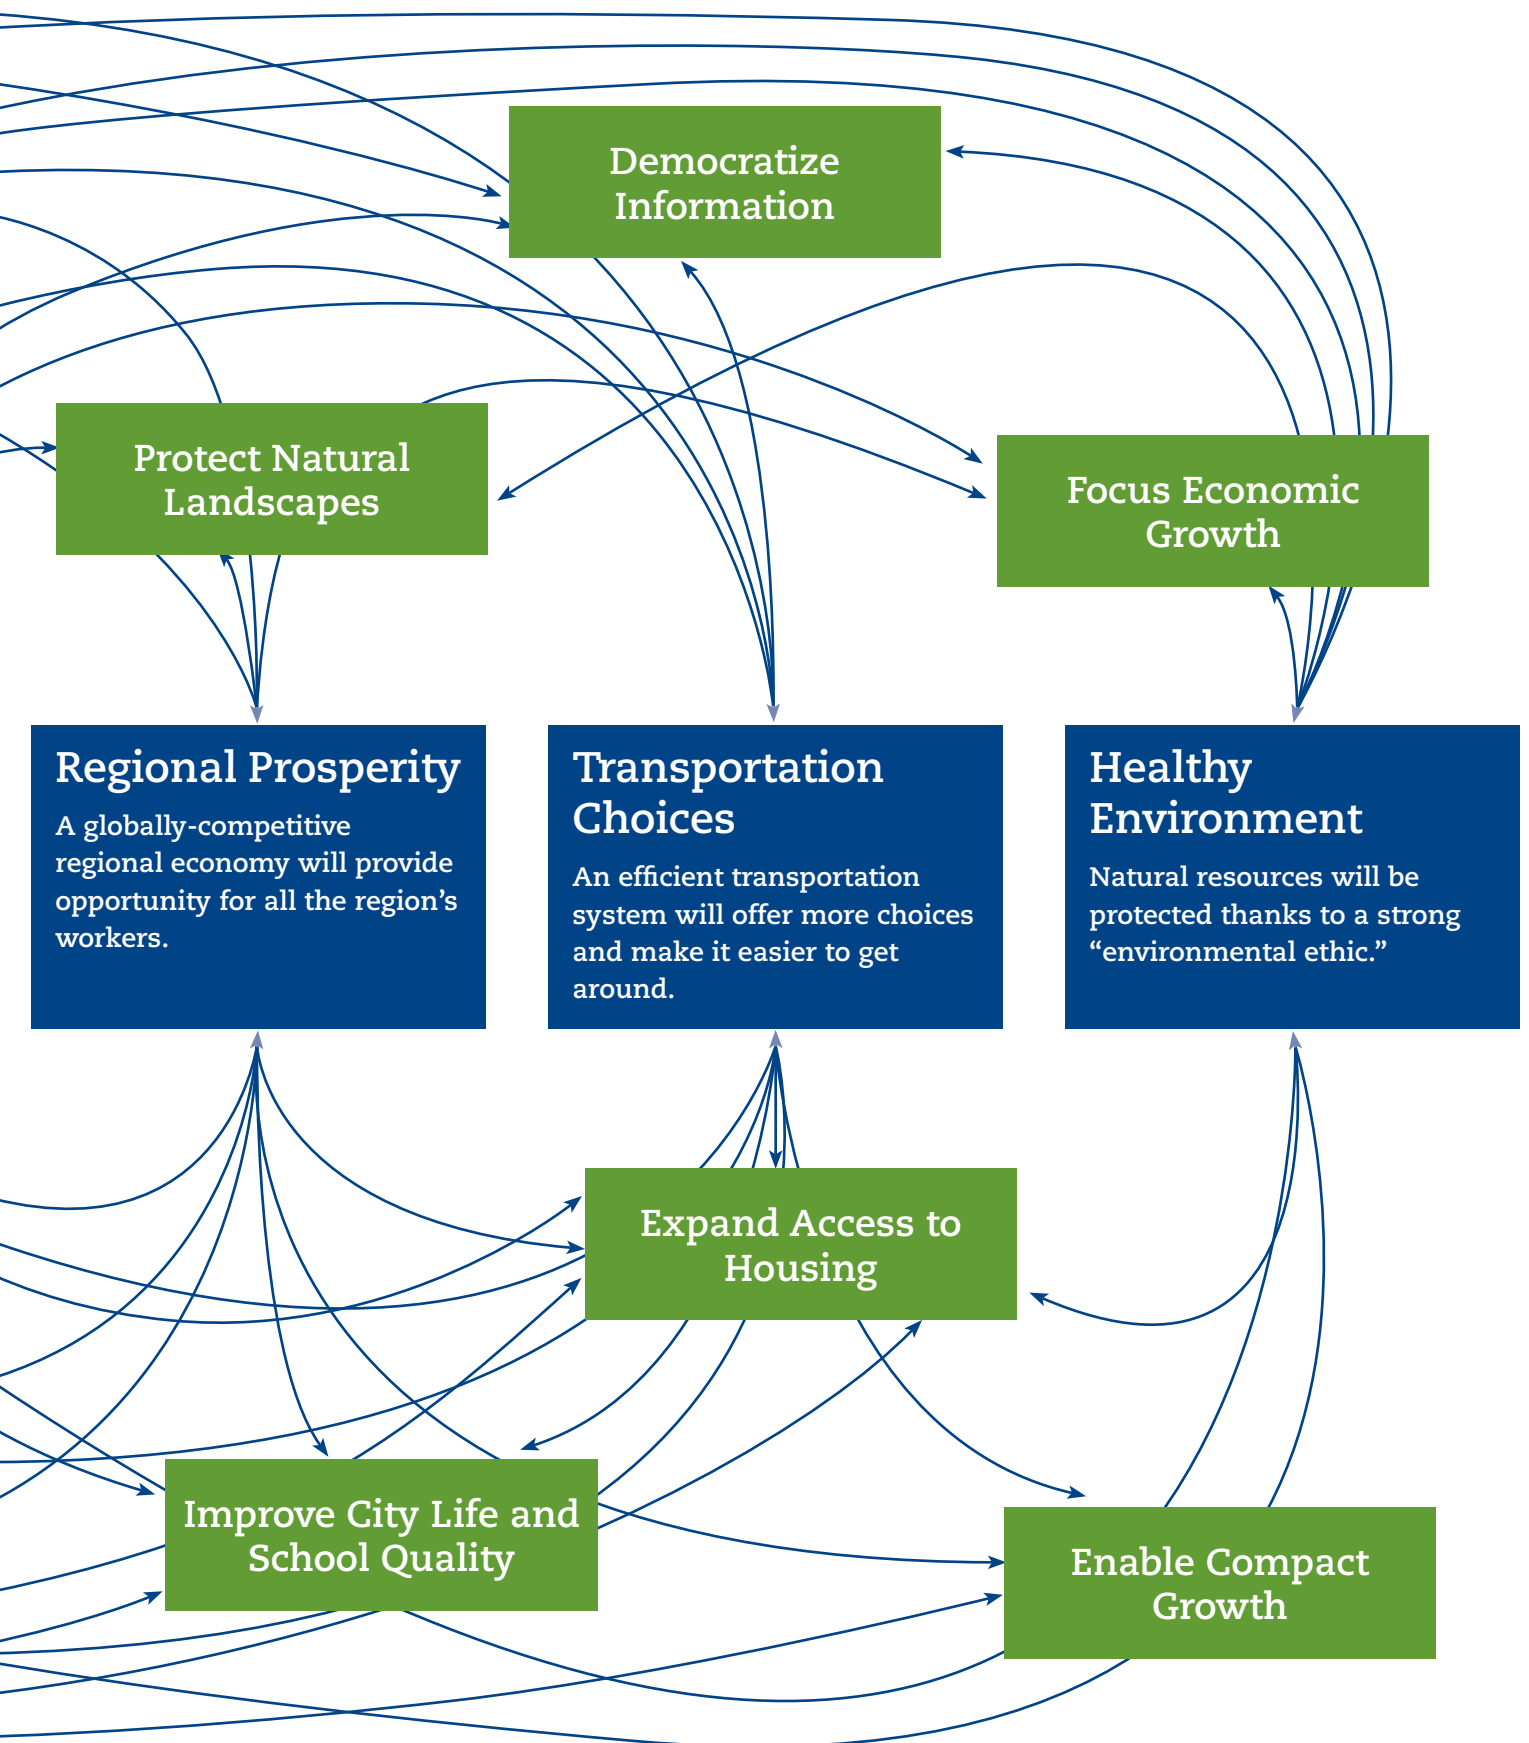 Democratize
Information
Protect Natural
Landscapes
Focus Economic
Growth
Regional Prosperity
A globally-competitive
regional economy will provide
opportunity for all the region’s
workers.
Transportation
Choices
An efficient transportation
system will offer more choices
and make it easier to get
around.
Healthy
Environment
Natural resources will be
protected thanks to a strong
“environmental ethic.”
Expand Access to
Housing
Improve City Life and
School Quality
Enable Compact
Growth